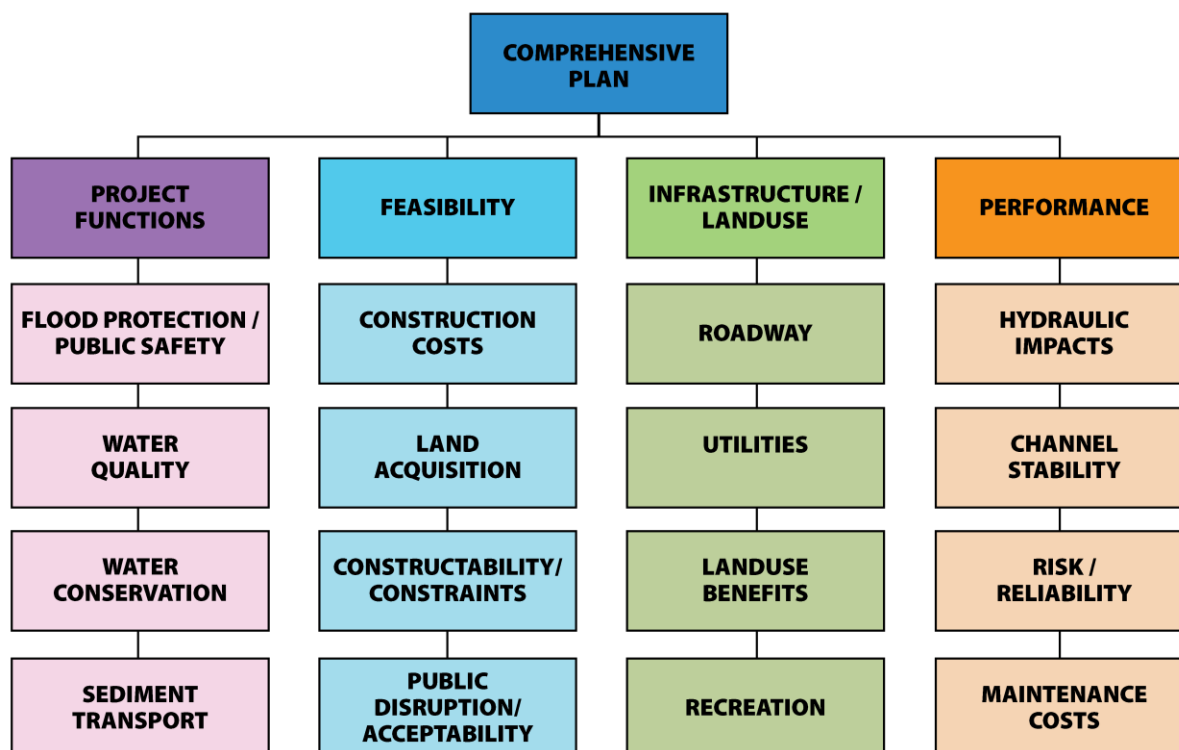 COMPREHENSIVE
PLAN
PROJECT
FUNCTIONS
FEASIBILITY
INFRASTRUCTURE /
LANDUSE
PERFORMANCE
FLOOD PROTECTION /
PUBLIC SAFETY
CONSTRUCTION
COSTS
ROADWAY
HYDRAULIC
IMPACTS
WATER
QUALITY
LAND
ACQUISITION
UTILITIES
CHANNEL
STABILITY
WATER
CONSERVATION
CONSTRUCTABILITY/
CONSTRAINTS
LANDUSE
BENEFITS
RISK /
RELIABILITY
SEDIMENT
TRANSPORT
PUBLIC
DISRUPTION/
ACCEPTABILITY
RECREATION
MAINTENANCE
COSTS